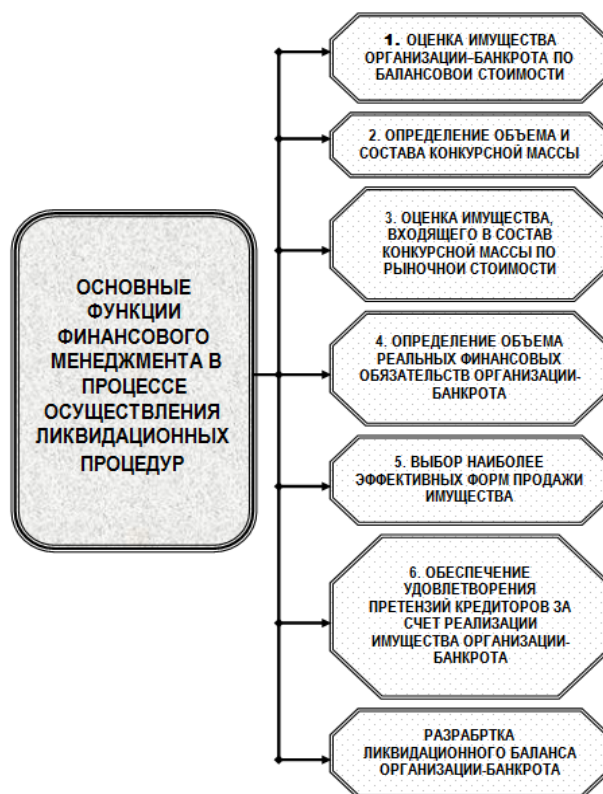 ОСНОВНЫЕ
ФУНКЦИИ
ФИНАНСОВОГО
МЕНЕДЖМЕНТА В
ПРОЦЕССЕ
ОСУЩЕСТВЛЕНИЯ
ЛИКВИДАЦИОННЫХ
ПРОЦЕДУР
1. ОЦЕНКА ИМУЩЕСТВА
ОРГАНИЗАЦИИ-БАНКРОТА ПО
БАЛАНСОВОЙ СТОИМОСТИ
2. ОПРЕДЕЛЕНИЕ ОБЪЕМА И
СОСТАВА КОНКУРСНОЙ МАССЫ
3. ОЦЕНКА ИМУЩЕСТВА,
ВХОДЯЩЕГО В СОСТАВ
КОНКУРСНОЙ МАССЫ ПО
РЫНОЧНОЙ СТОИМОСТИ
4. ОПРЕДЕЛЕНИЕ ОБЪЕМА
РЕАЛЬНЫХ ФИНАНСОВЫХ
ОБЯЗАТЕЛЬСТВ ОРГАНИЗАЦИИ-
БАНКРОТА
5. ВЫБОР НАИБОЛЕЕ
ЭФФЕКТИВНЫХ ФОРМ ПРОДАЖИ
ИМУЩЕСТВА
6. ОБЕСПЕЧЕНИЕ
УДОВЛЕТВОРЕНИЯ
ПРЕТЕНЗИЙ КРЕДИТОРОВ ЗА
СЧЕТ РЕАЛИЗАЦИИ
ИМУЩЕСТВА ОРГАНИЗАЦИИ-
БАНКРОТА
РАЗРАБРТКА
ЛИКВИДАЦИОННОГО БАЛАНСА
ОРГАНИЗАЦИИ-БАНКРОТА